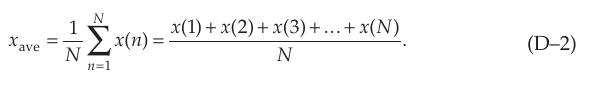 x_ave = 1/N ∑_{n=1}^{N} x(n) = (x(1) + x(2) + x(3) + … + x(N))/N. (D–2)